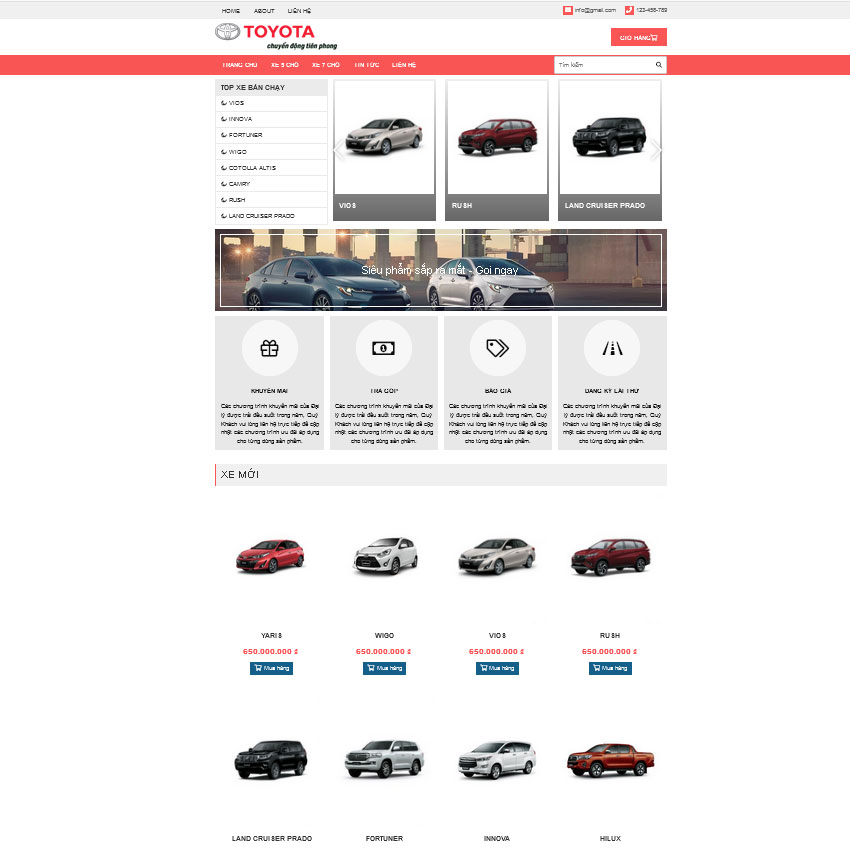 HOME ABOUT LIÊN HỆ
info@gmail.com 123-456-789
TOYOTA
chuyển động tiên phong
GIỎ HÀNG
TRANG CHỦ XE 5 CHỖ XE 7 CHỖ TIN TỨC LIÊN HỆ
Tìm kiếm
TOP XE BÁN CHẠY
VIOS
INNOVA
FORTUNER
WIGO
COTOLLA ALTIS
CAMRY
RUSH
LAND CRUISER PRADO
VIOS
RUSH
LAND CRUISER PRADO
Siêu phẩm sắp ra mắt - Gọi ngay
KHUYẾN MÃI
Các chương trình khuyến mãi của Đại
lý được trải đều suốt trong năm, Quý
Khách vui lòng liên hệ trực tiếp để cập
nhật các chương trình ưu đãi áp dụng
cho từng dòng sản phẩm.
TRẢ GÓP
Các chương trình khuyến mãi của Đại
lý được trải đều suốt trong năm, Quý
Khách vui lòng liên hệ trực tiếp để cập
nhật các chương trình ưu đãi áp dụng
cho từng dòng sản phẩm.
BÁO GIÁ
Các chương trình khuyến mãi của Đại
lý được trải đều suốt trong năm, Quý
Khách vui lòng liên hệ trực tiếp để cập
nhật các chương trình ưu đãi áp dụng
cho từng dòng sản phẩm.
ĐĂNG KÝ LÁI THỬ
Các chương trình khuyến mãi của Đại
lý được trải đều suốt trong năm, Quý
Khách vui lòng liên hệ trực tiếp để cập
nhật các chương trình ưu đãi áp dụng
cho từng dòng sản phẩm.
XE MỚI
YARIS WIGO VIOS RUSH
650.000.000 ₫ 650.000.000 ₫ 650.000.000 ₫ 650.000.000 ₫
Mua hàng Mua hàng Mua hàng Mua hàng
LAND CRUISER PRADO FORTUNER INNOVA HILUX